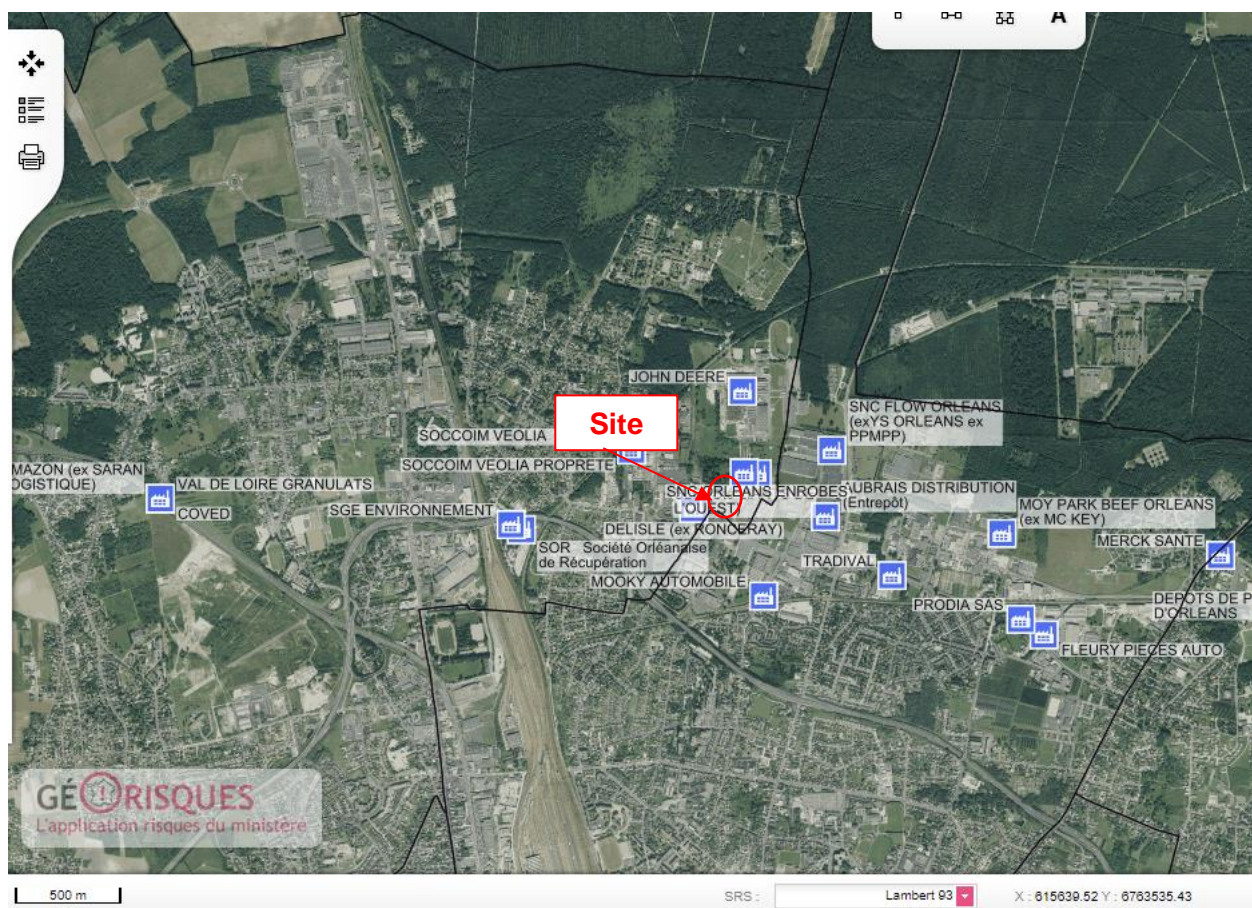 A
JOHN DEERE
SNC FLOW ORLEANS
(exYS ORLEANS ex
PPMPP)
Site
SOCCOIM VEOLIA
SOCCOIM VEOLIA PROPRETE
MAZON (ex SARAN
OGISTIQUE)
VAL DE LOIRE GRANULATS
COVED
SNC ORLEANS ENROBES
L'OUEST
AUBRAIS DISTRIBUTION
(Entrepôt)
SGE ENVIRONNEMENT
DELISLE (ex RONCERAY)
MOY PARK BEEF ORLEANS
(ex MC KEY)
MERCK SANTE
SOR Société Orléanaise
de Récupération
TRADIVAL
MOOKY AUTOMOBILE
PRODIA SAS
DEPOTS DE P
D'ORLEANS
FLEURY PIECES AUTO
GÉORISQUES
L'application risques du ministère
500 m
SRS :
Lambert 93
X : 615639.52 Y : 6763535.43